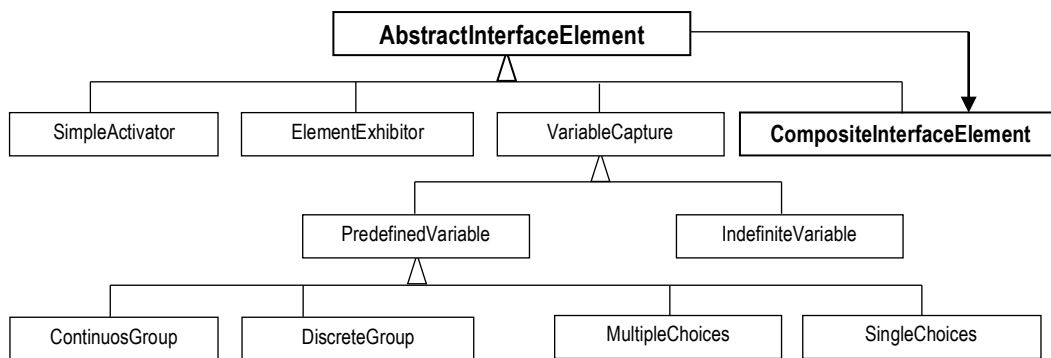 AbstractInterfaceElement
SimpleActivator
ElementExhibitor
VariableCapture
CompositeInterfaceElement
PredefinedVariable
IndefiniteVariable
ContinuosGroup
DiscreteGroup
MultipleChoices
SingleChoices